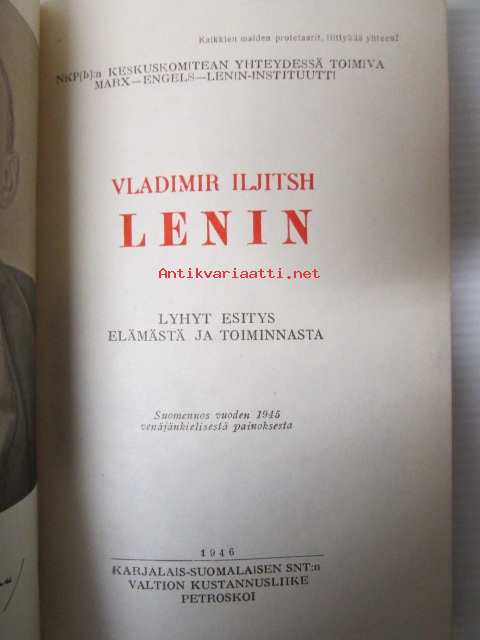 Kaikkien maiden proletaarit, liittykää yhteen!
NKP(b):n KESKUSKOMITEAN YHTEYDESSÄ TOIMIVA
MARX—ENGELS—LENIN-INSTITUUTTI
VLADIMIR ILJITSH
LENIN
Antikvariaatti.net
LYHYT ESITYS
ELÄMÄSTÄ JA TOIMINNASTA
Suomennos vuoden 1945
venäjänkielisestä painoksesta
1946
KARJALAIS-SUOMALAISEN SNT:n
VALTION KUSTANNUSLIIKE
PETROSKOI